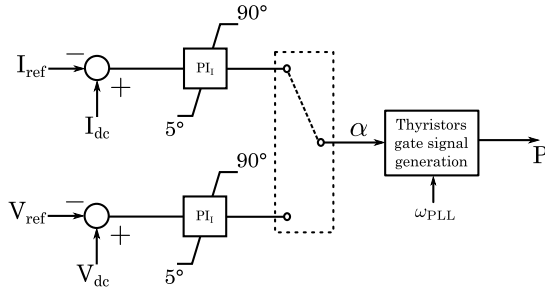 90°
−
I_ref
PI_I
+
I_dc
5°
α
Thyristors
gate signal
generation
P
ω_PLL
90°
−
V_ref
PI_I
+
V_dc
5°